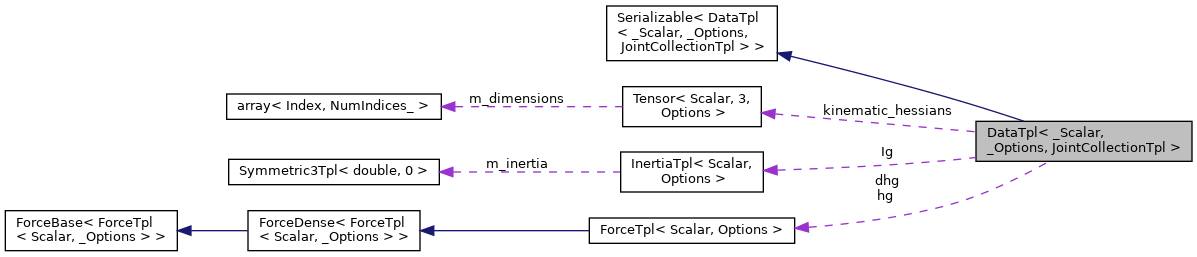 Serializable< DataTpl
< _Scalar, _Options,
JointCollectionTpl > >
array< Index, NumIndices_ >
m_dimensions
Tensor< Scalar, 3,
Options >
kinematic_hessians
DataTpl< _Scalar,
_Options, JointCollectionTpl >
Symmetric3Tpl< double, 0 >
m_inertia
InertiaTpl< Scalar,
Options >
Ig
dhg
hg
ForceBase< ForceTpl
< Scalar, _Options > >
ForceDense< ForceTpl
< Scalar, _Options > >
ForceTpl< Scalar, Options >